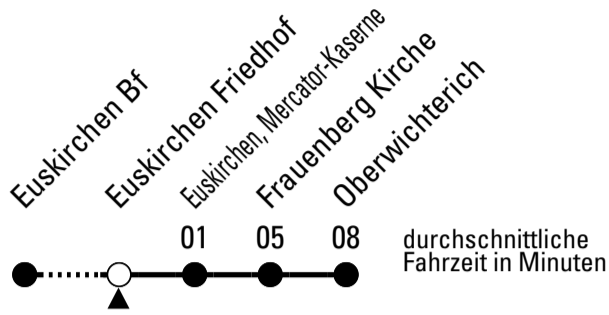 Euskirchen Bf
Euskirchen Friedhof
Euskirchen, Mercator-Kaserne
Frauenberg Kirche
Oberwichterich
01 05 08
durchschnittliche
Fahrzeit in Minuten